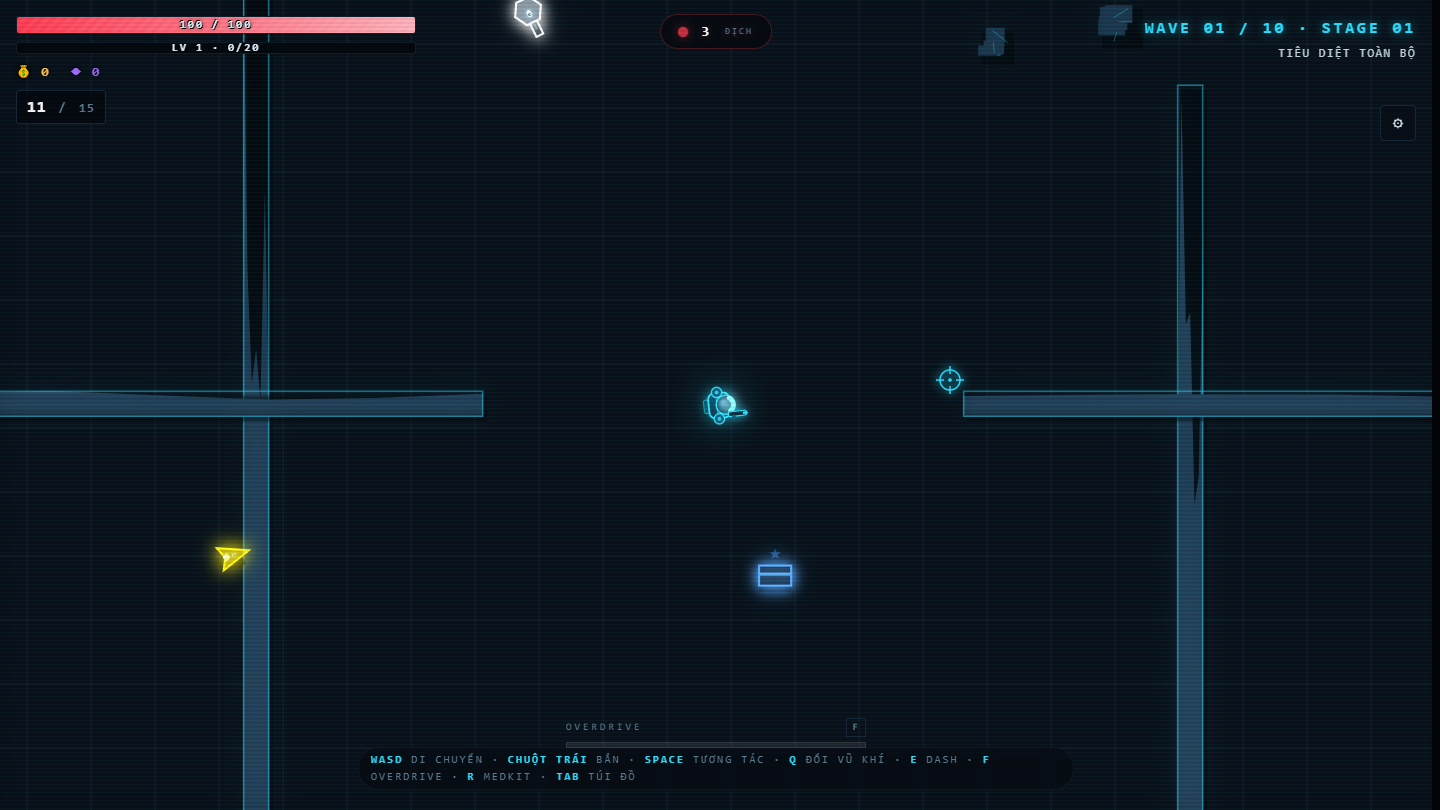 100 / 100
LV 1 · 0/20
0 0
11 / 15
3 ĐỊCH
WAVE 01 / 10 · STAGE 01
TIÊU DIỆT TOÀN BỘ
OVERDRIVE F
WASD DI CHUYỂN · CHUỘT TRÁI BẮN · SPACE TƯƠNG TÁC · Q ĐỔI VŨ KHÍ · E DASH · F
OVERDRIVE · R MEDKIT · TAB TÚI ĐỒ